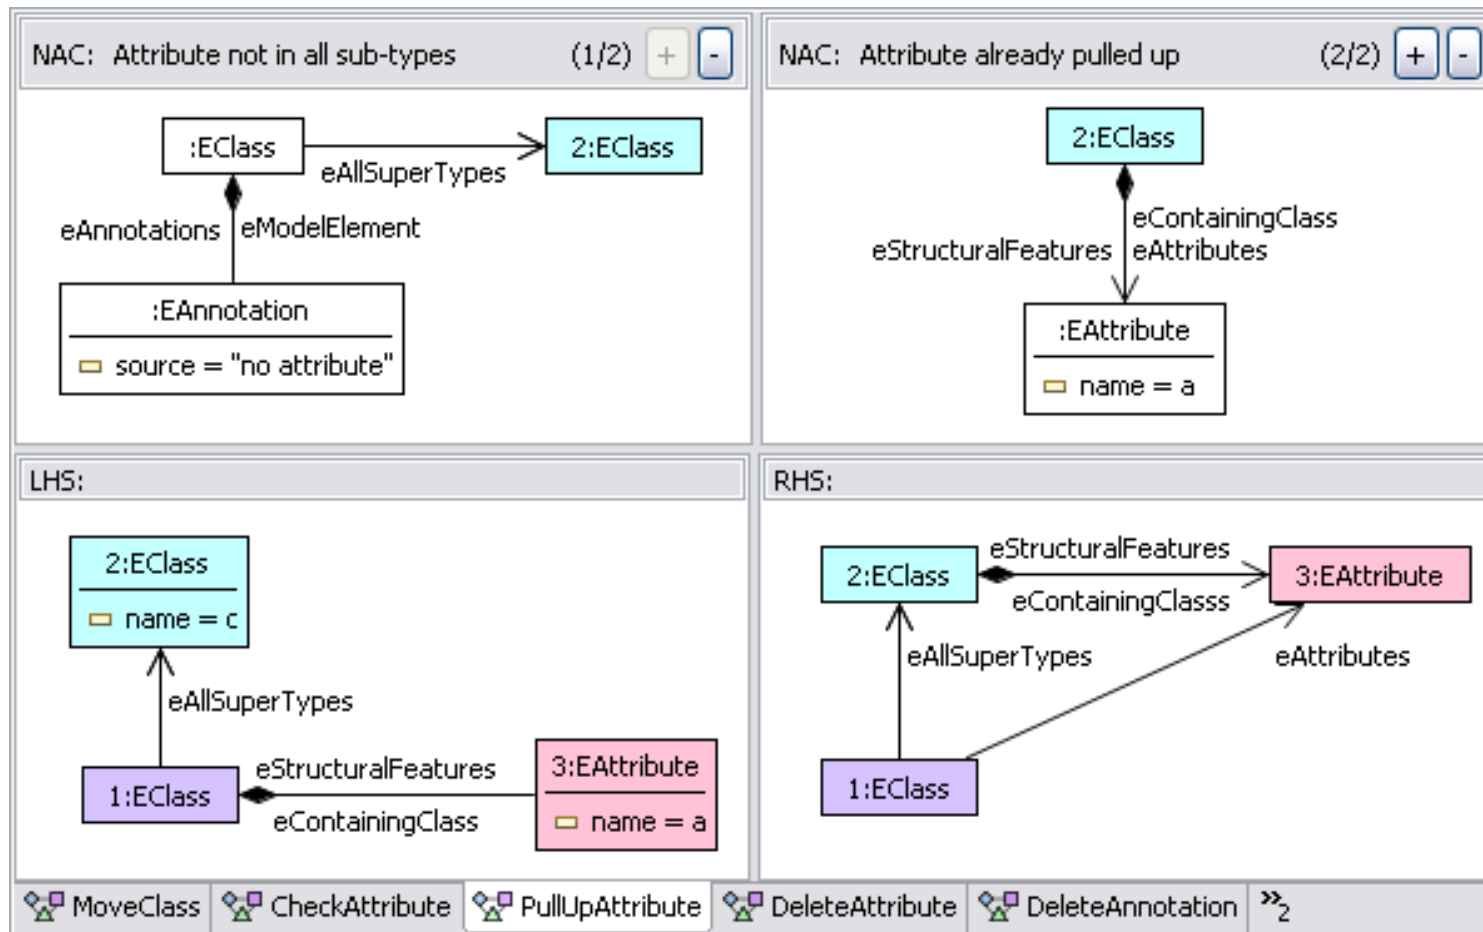 NAC: Attribute not in all sub-types (1/2) + -
:EClass
2:EClass
eAllSuperTypes
eAnnotations eModelElement
:EAnnotation
source = "no attribute"
NAC: Attribute already pulled up (2/2) + -
2:EClass
eContainingClass
eStructuralFeatures eAttributes
:EAttribute
name = a
LHS:
2:EClass
name = c
eAllSuperTypes
1:EClass
eStructuralFeatures
eContainingClass
3:EAttribute
name = a
RHS:
2:EClass
eStructuralFeatures
eContainingClasss
3:EAttribute
eAllSuperTypes
eAttributes
1:EClass
MoveClass CheckAttribute PullUpAttribute DeleteAttribute DeleteAnnotation »2